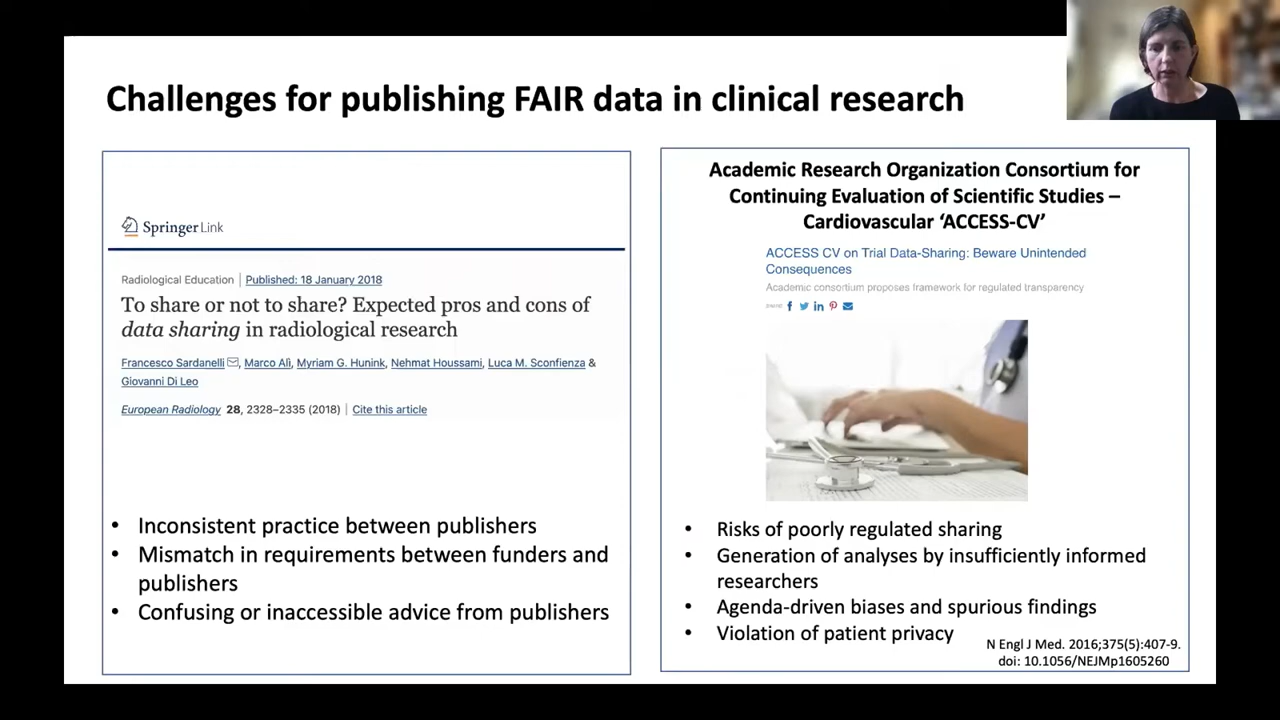 Challenges for publishing FAIR data in clinical research
Springer Link
Radiological Education | Published: 18 January 2018
To share or not to share? Expected pros and cons of
data sharing in radiological research
Francesco Sardanelli, Marco Alì, Myriam G. Hunink, Nehmat Houssami, Luca M. Sconfienza &
Giovanni Di Leo
European Radiology 28, 2328–2335 (2018) | Cite this article
• Inconsistent practice between publishers
• Mismatch in requirements between funders and
publishers
• Confusing or inaccessible advice from publishers
Academic Research Organization Consortium for
Continuing Evaluation of Scientific Studies –
Cardiovascular ‘ACCESS-CV’
ACCESS CV on Trial Data-Sharing: Beware Unintended
Consequences
Academic consortium proposes framework for regulated transparency
• Risks of poorly regulated sharing
• Generation of analyses by insufficiently informed
researchers
• Agenda-driven biases and spurious findings
• Violation of patient privacy
N Engl J Med. 2016;375(5):407-9.
doi: 10.1056/NEJMp1605260